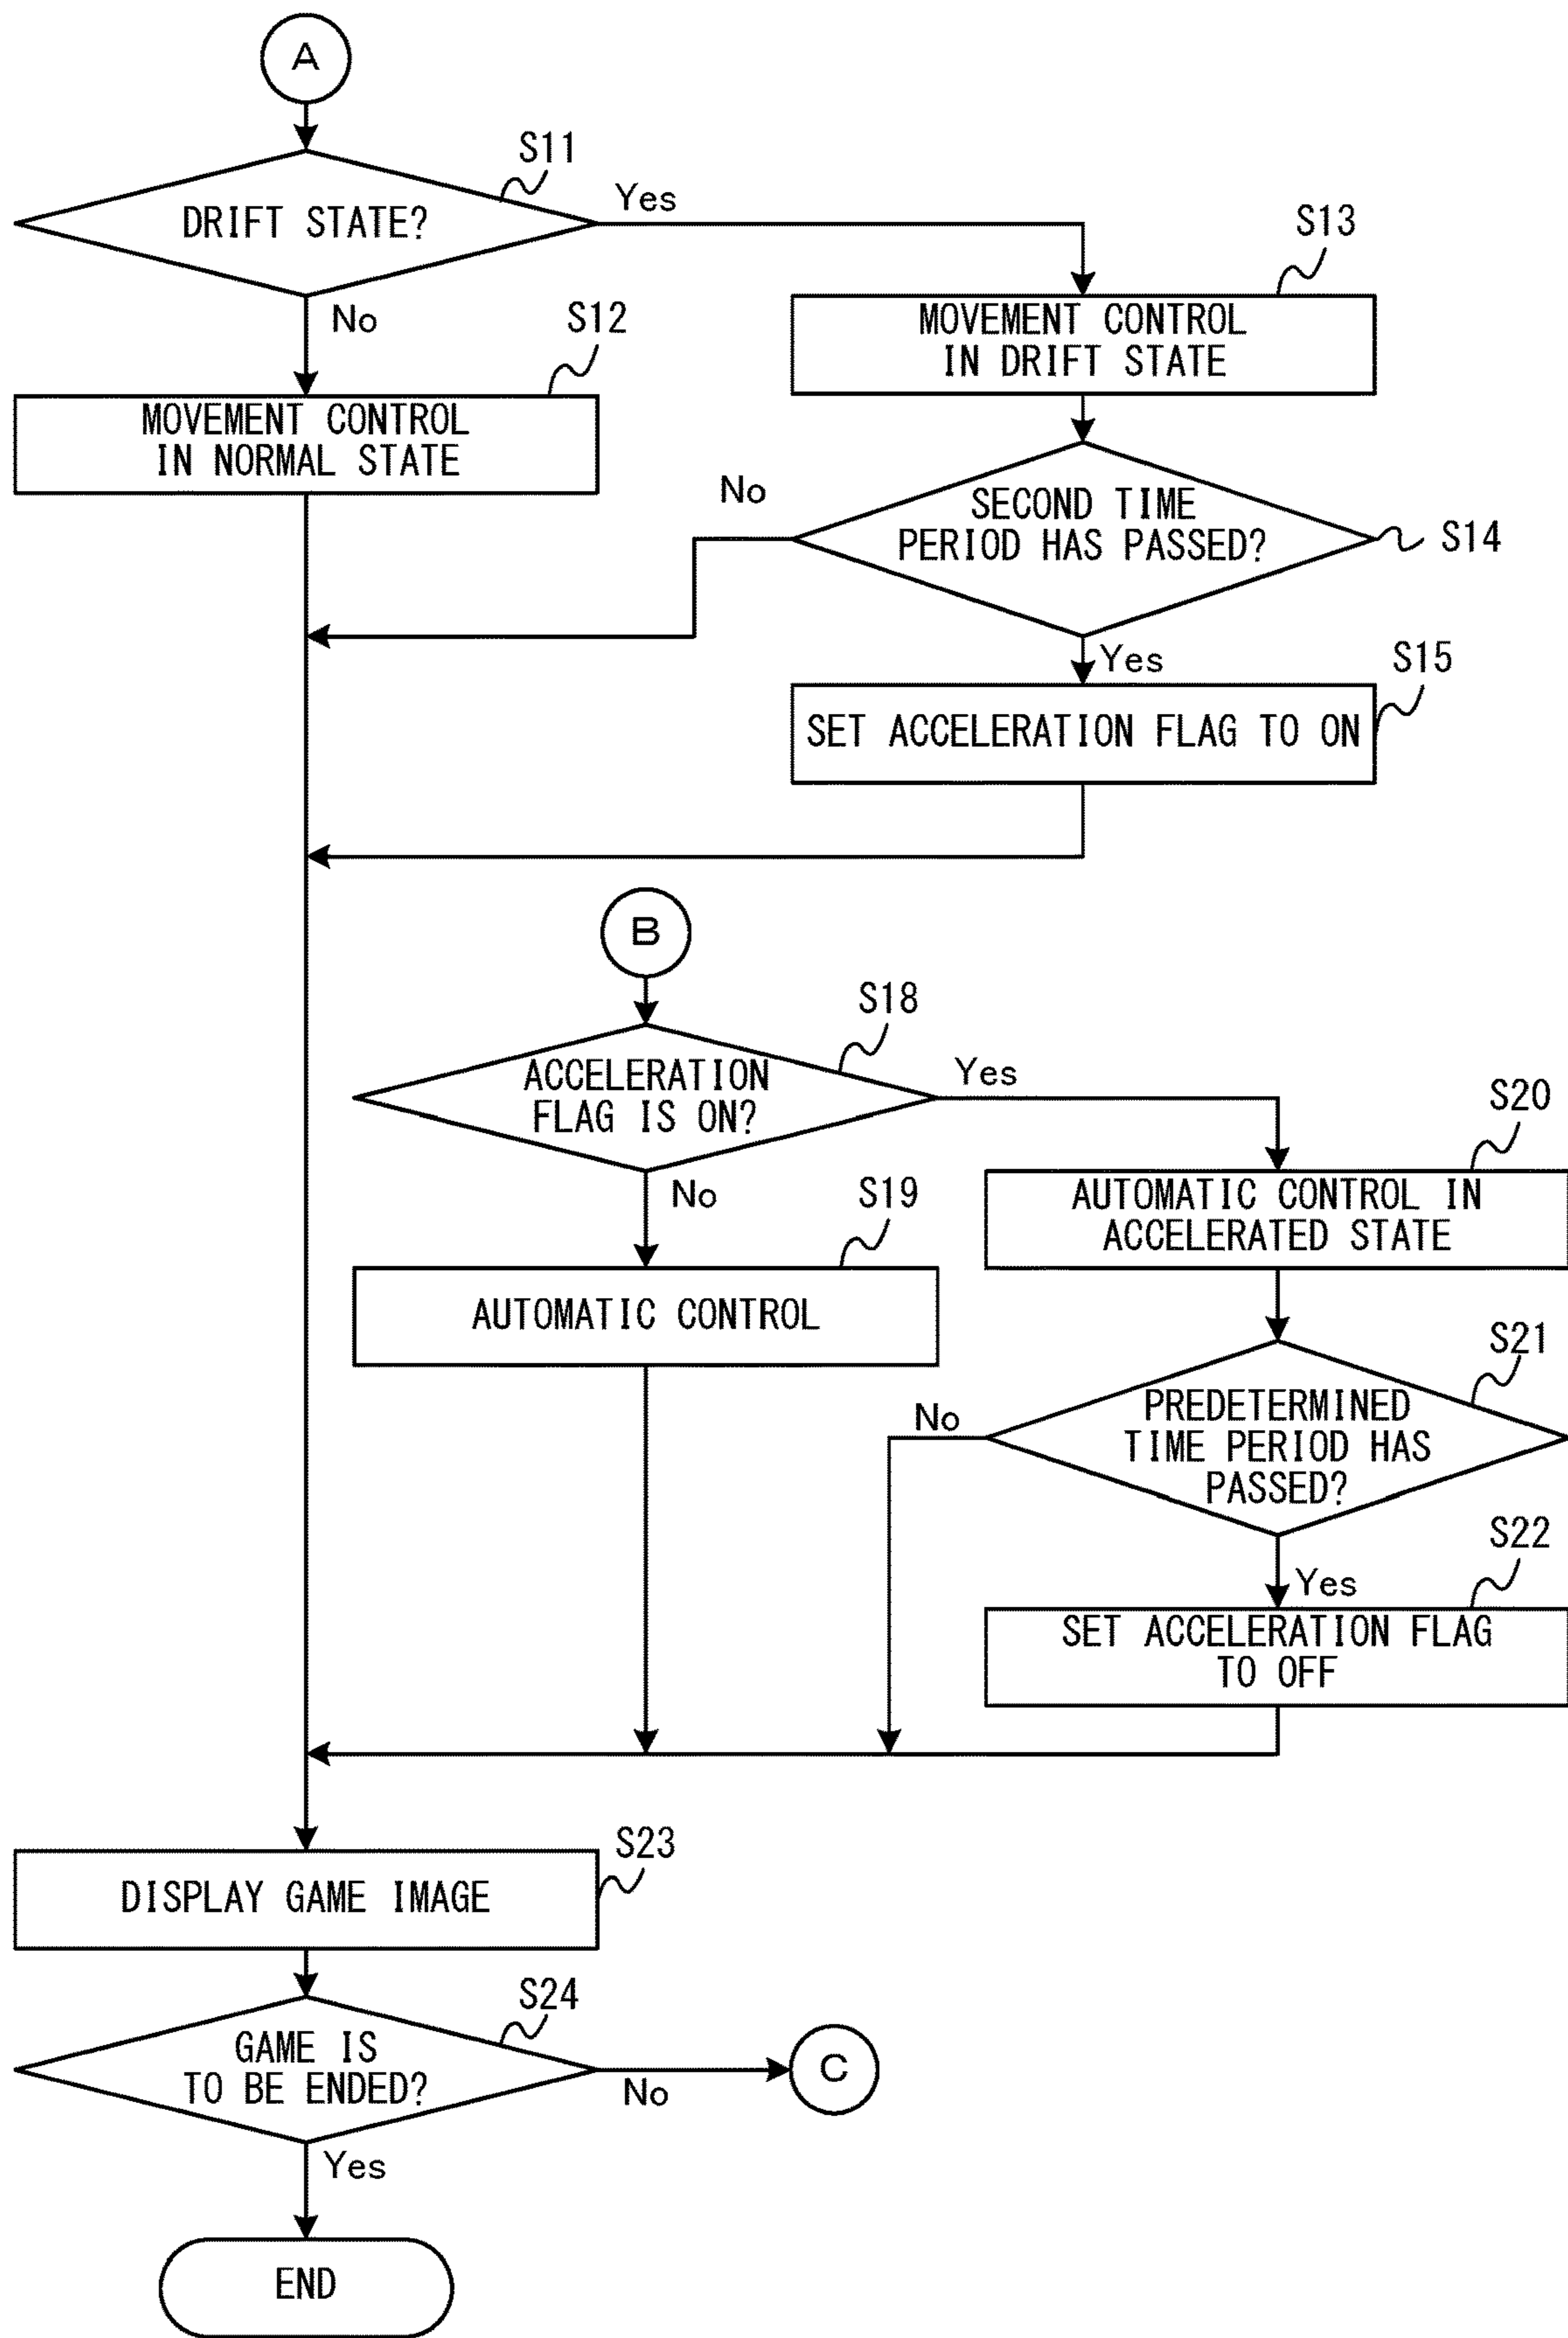 A
S11
DRIFT STATE?
Yes
No
S13
MOVEMENT CONTROL
IN DRIFT STATE
S12
MOVEMENT CONTROL
IN NORMAL STATE
No
SECOND TIME
PERIOD HAS PASSED?
S14
Yes
S15
SET ACCELERATION FLAG TO ON
B
S18
ACCELERATION
FLAG IS ON?
Yes
No
S20
AUTOMATIC CONTROL IN
ACCELERATED STATE
S19
AUTOMATIC CONTROL
S21
PREDETERMINED
TIME PERIOD HAS
PASSED?
No
Yes
S22
SET ACCELERATION FLAG
TO OFF
S23
DISPLAY GAME IMAGE
S24
GAME IS
TO BE ENDED?
No
C
Yes
END